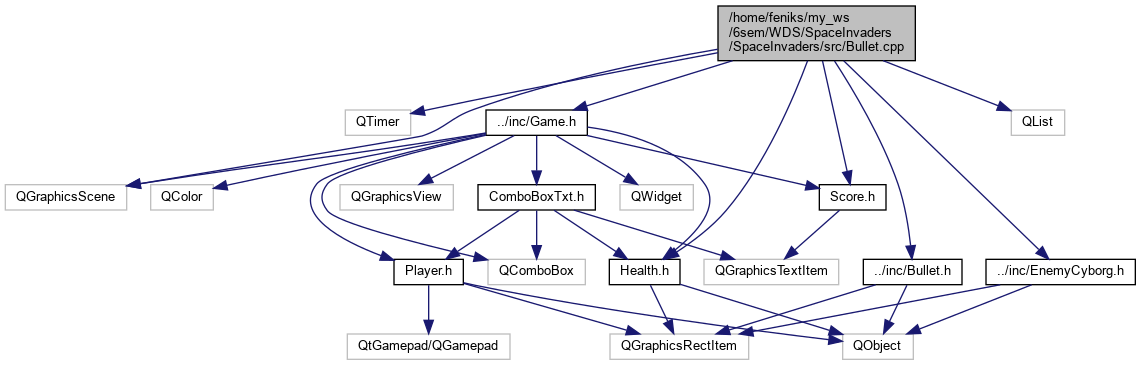 /home/feniks/my_ws
/6sem/WDS/SpaceInvaders
/SpaceInvaders/src/Bullet.cpp
QTimer
../inc/Game.h
QList
QGraphicsScene
QColor
QGraphicsView
ComboBoxTxt.h
QWidget
Score.h
Player.h
QComboBox
Health.h
QGraphicsTextItem
../inc/Bullet.h
../inc/EnemyCyborg.h
QtGamepad/QGamepad
QGraphicsRectItem
QObject